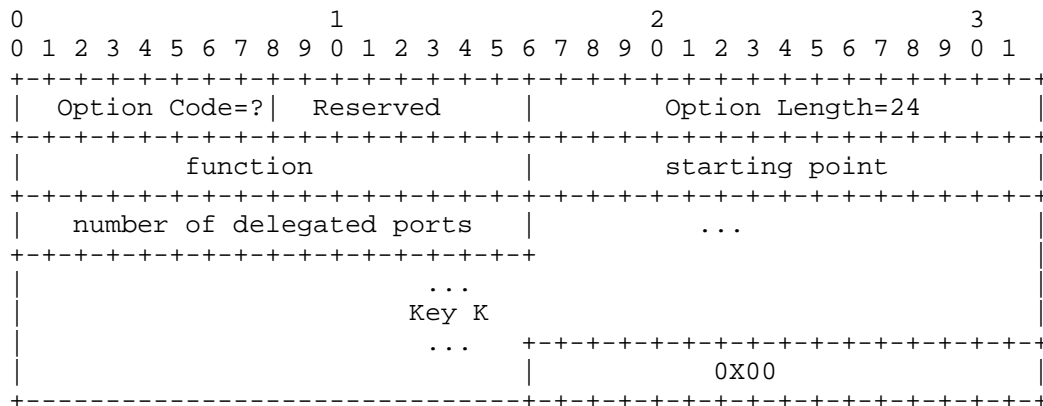 0                   1                   2                   3
0 1 2 3 4 5 6 7 8 9 0 1 2 3 4 5 6 7 8 9 0 1 2 3 4 5 6 7 8 9 0 1
+-+-+-+-+-+-+-+-+-+-+-+-+-+-+-+-+-+-+-+-+-+-+-+-+-+-+-+-+-+-+-+-+
|  Option Code=?|  Reserved     |        Option Length=24       |
+-+-+-+-+-+-+-+-+-+-+-+-+-+-+-+-+-+-+-+-+-+-+-+-+-+-+-+-+-+-+-+-+
|          function             |        starting point         |
+-+-+-+-+-+-+-+-+-+-+-+-+-+-+-+-+-+-+-+-+-+-+-+-+-+-+-+-+-+-+-+-+
|   number of delegated ports   |          ...                  |
+-+-+-+-+-+-+-+-+-+-+-+-+-+-+-+-+                               |
|                         ...                                   |
|                        Key K                                  |
|                         ...   +-+-+-+-+-+-+-+-+-+-+-+-+-+-+-+-+
|                               |           0X00                |
+-------------------------------+-+-+-+-+-+-+-+-+-+-+-+-+-+-+-+-+